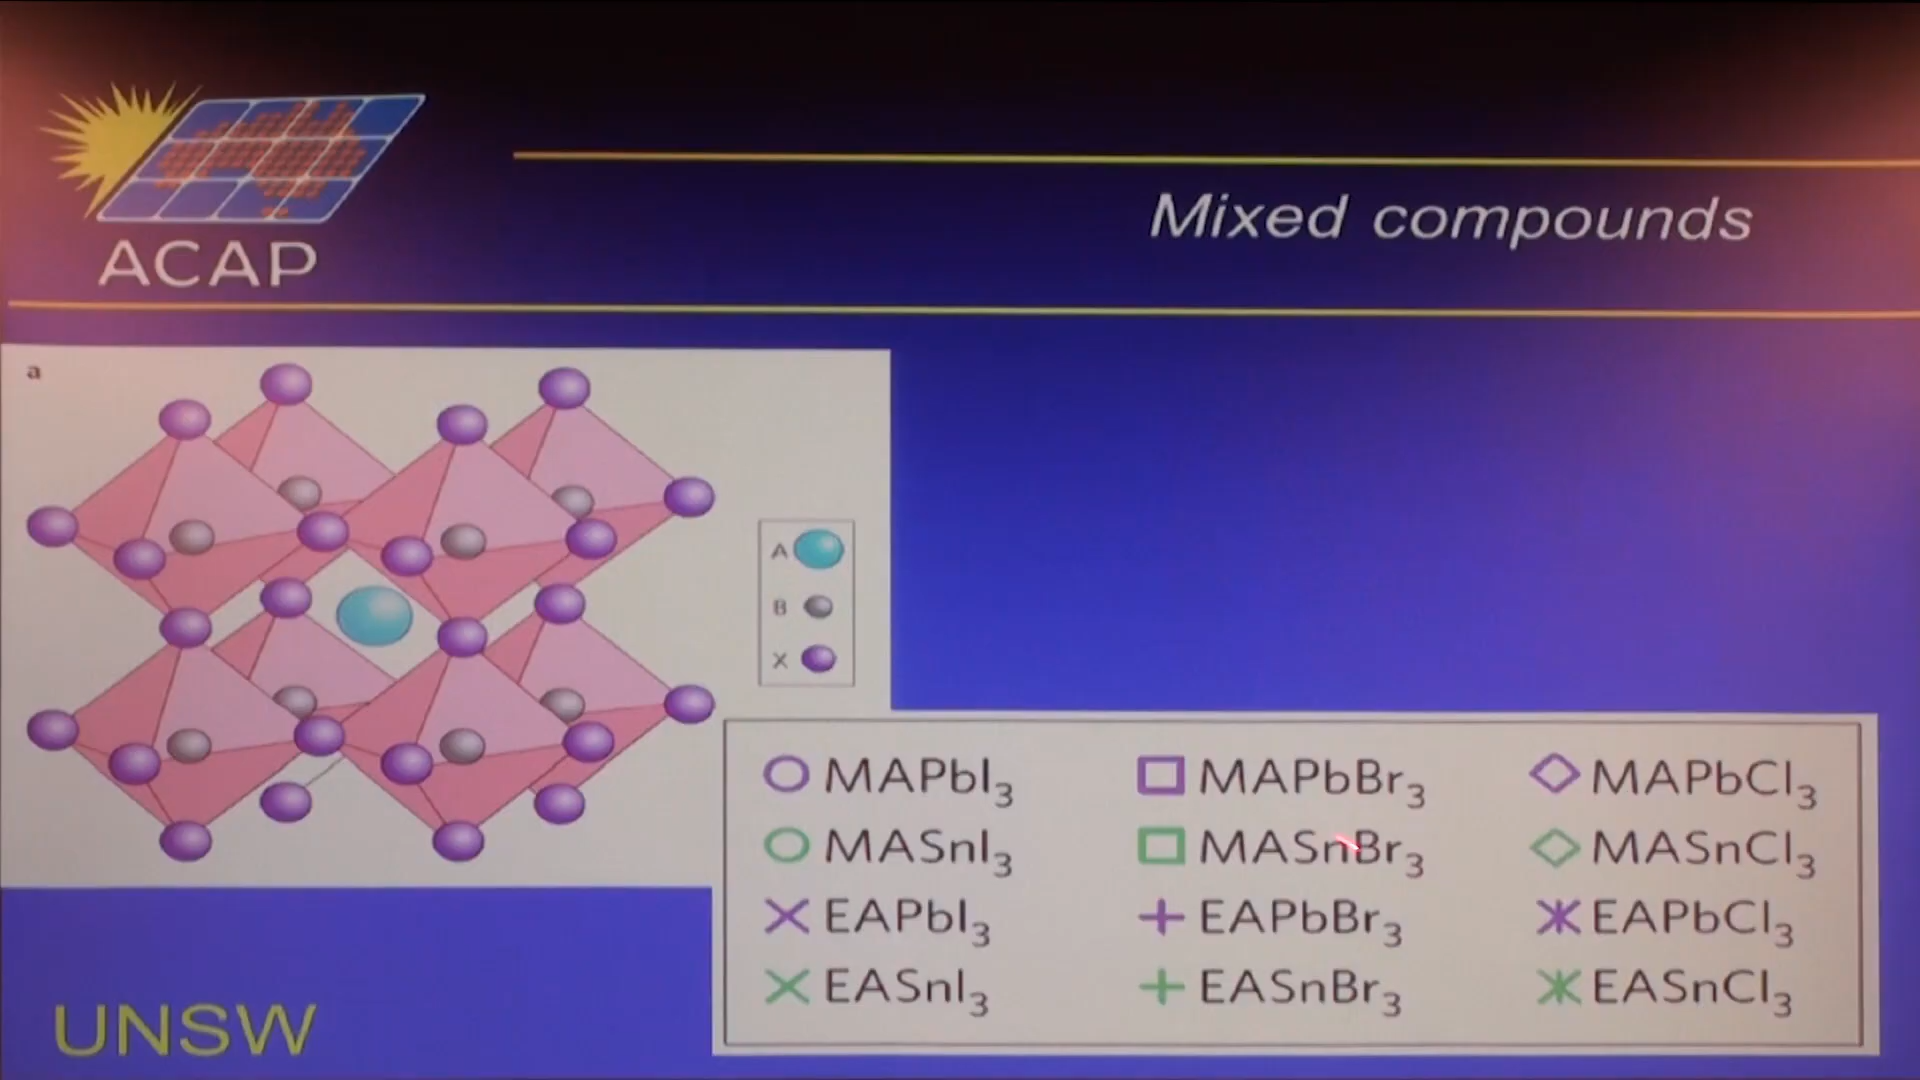 ACAP
Mixed compounds
a
A
B
X
MAPbI3 MAPbBr3 MAPbCl3
MASnI3 MASnBr3 MASnCl3
EAPbI3 EAPbBr3 EAPbCl3
EASnI3 EASnBr3 EASnCl3
UNSW